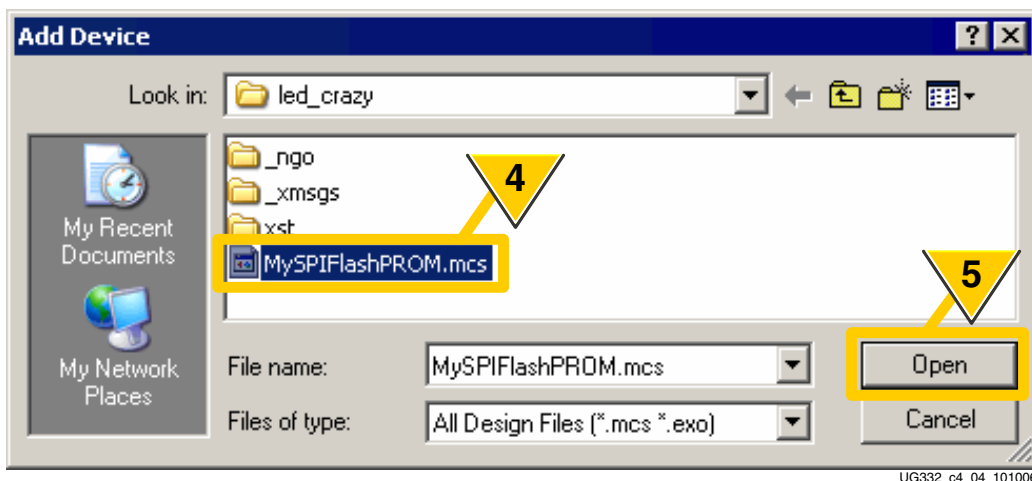 Add Device
Look in:
led_crazy
_ngo
_xmsgs
xst
MySPIFlashPROM.mcs
4
My Recent
Documents
My Network
Places
5
File name:
MySPIFlashPROM.mcs
Open
Files of type:
All Design Files (*.mcs *.exo)
Cancel
UG332_c4_04_101006